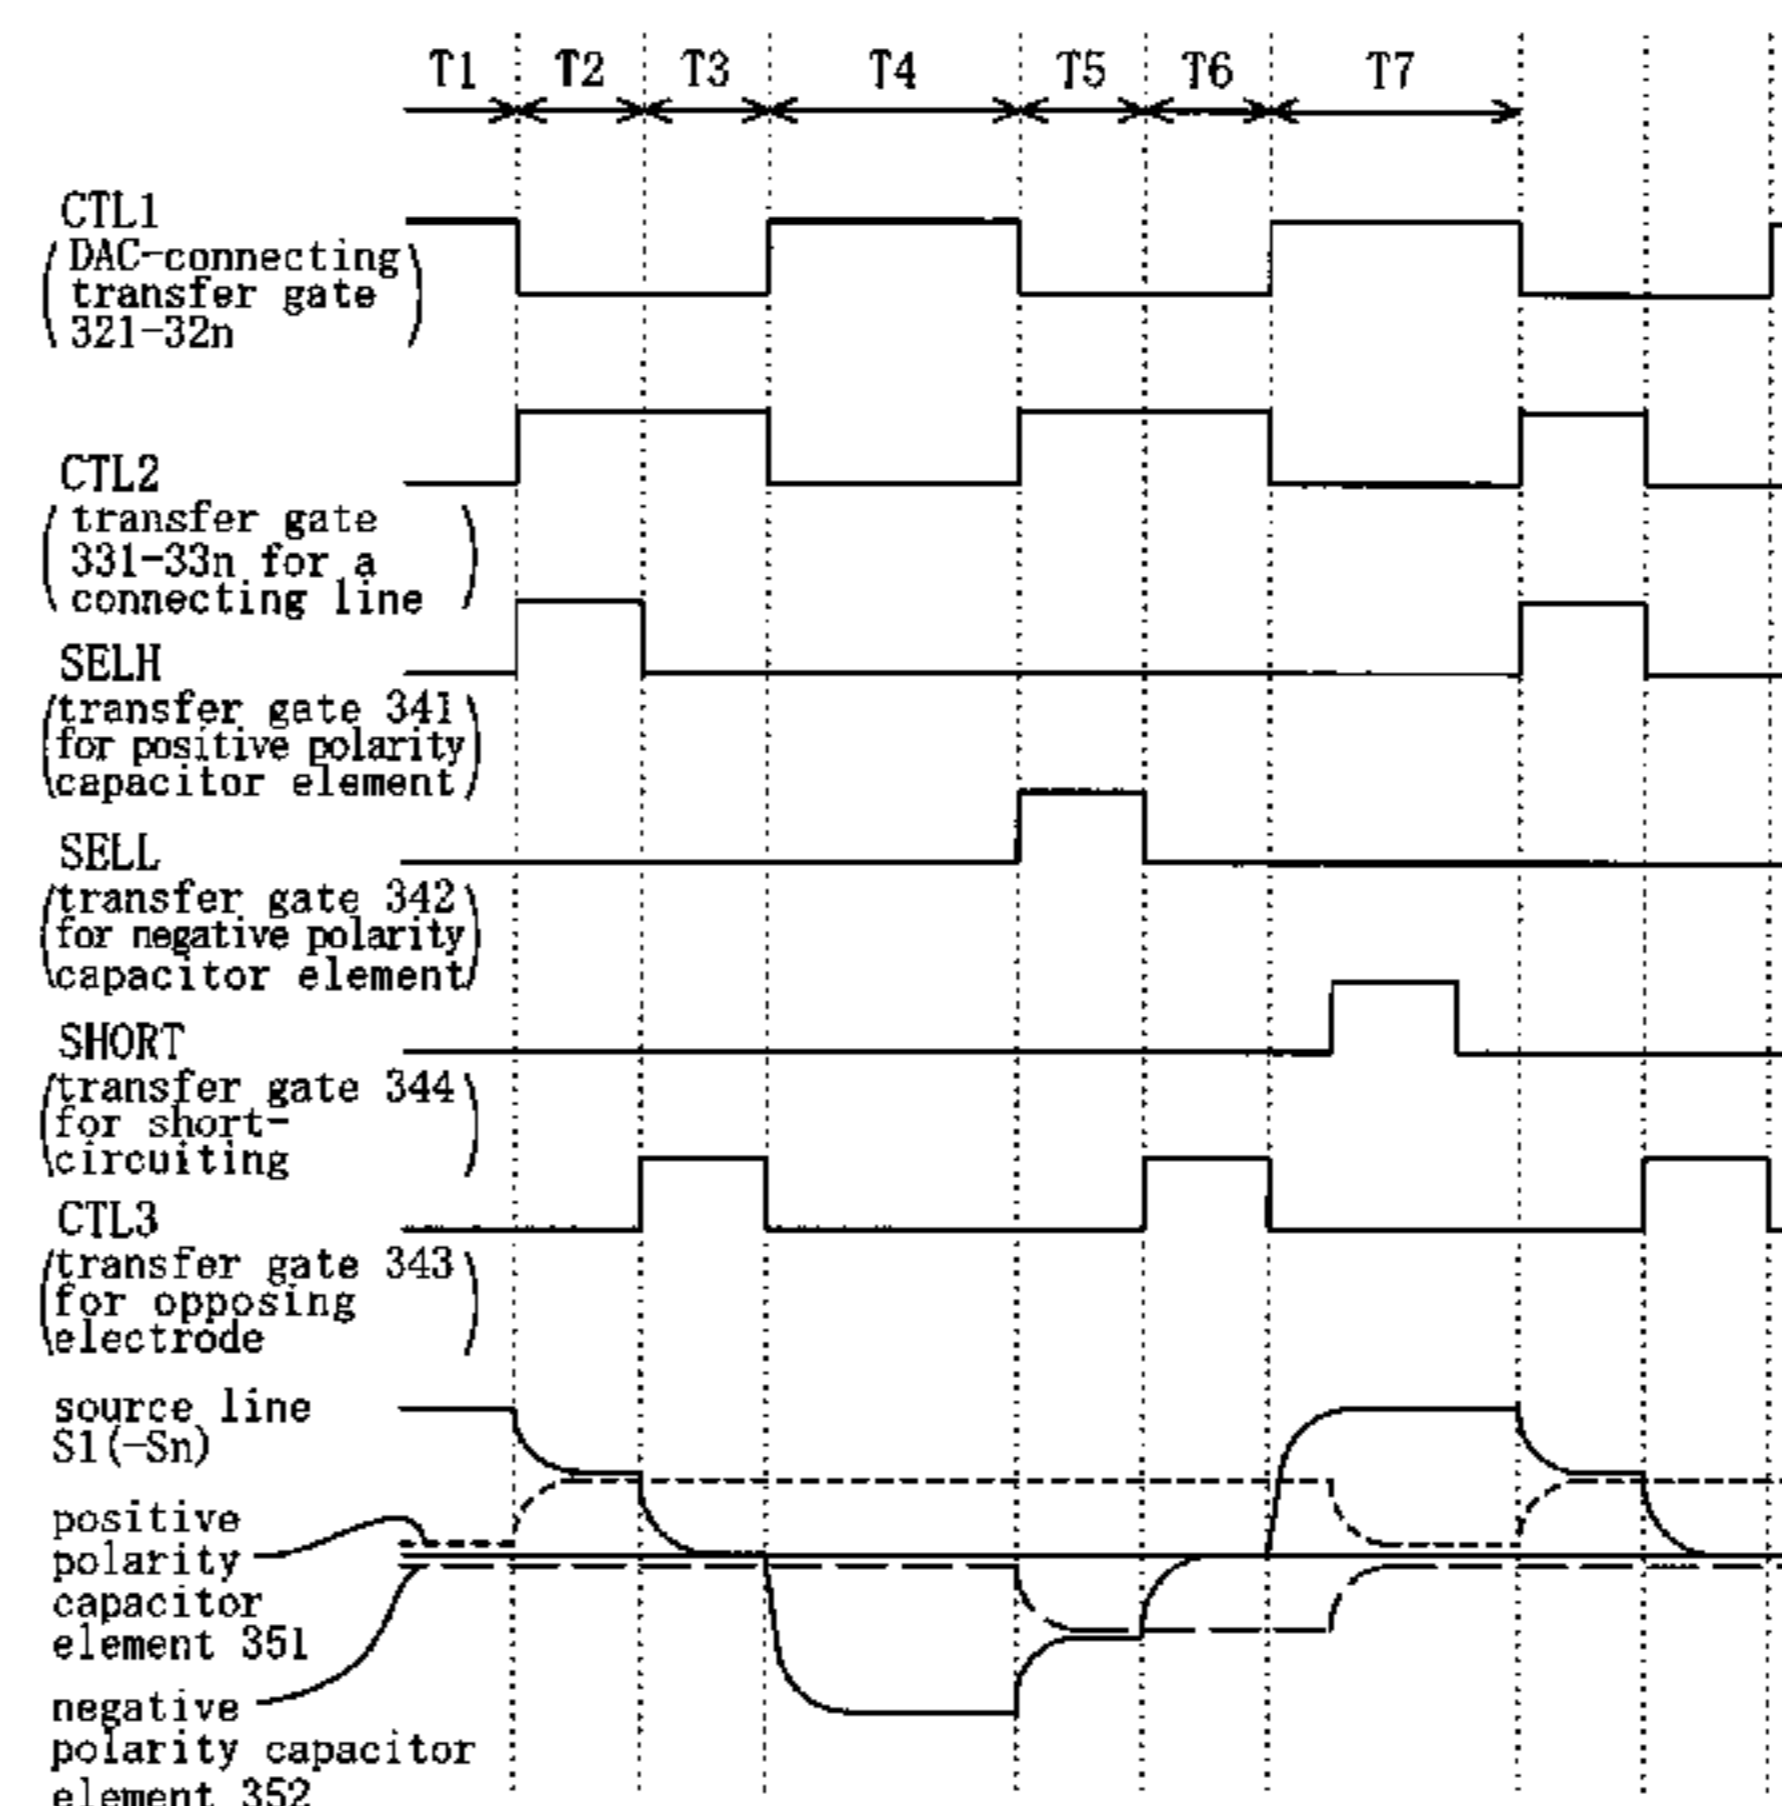 T1 T2 T3 T4 T5 T6 T7
CTL1
DAC-connecting
transfer gate
321-32n
CTL2
transfer gate
331-33n for a
connecting line
SELH
transfer gate 341
for positive polarity
capacitor element
SELL
transfer gate 342
for negative polarity
capacitor element
SHORT
transfer gate 344
for short-
circuiting
CTL3
transfer gate 343
for opposing
electrode
source line
S1(-Sn)
positive
polarity
capacitor
element 351
negative
polarity capacitor
element 352